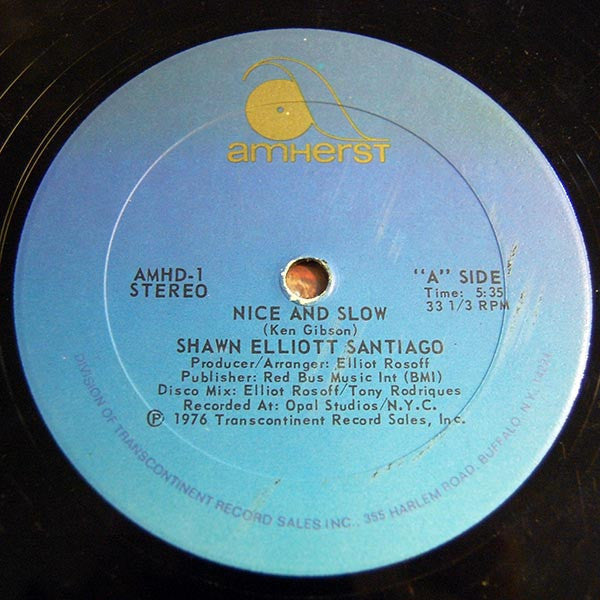 amHerst
AMHD-1
STEREO
"A" SIDE
Time: 5:35
33 1/3 RPM
NICE AND SLOW
(Ken Gibson)
SHAWN ELLIOTT SANTIAGO
Producer/Arranger: Elliot Rosoff
Publisher: Red Bus Music Int (BMI)
Disco Mix: Elliot Rosoff/Tony Rodriques
Recorded At: Opal Studios/N.Y.C.
℗ 1976 Transcontinent Record Sales, Inc.
DIVISION OF TRANSCONTINENT RECORD SALES INC., 355 HARLEM ROAD, BUFFALO, N.Y. 14224